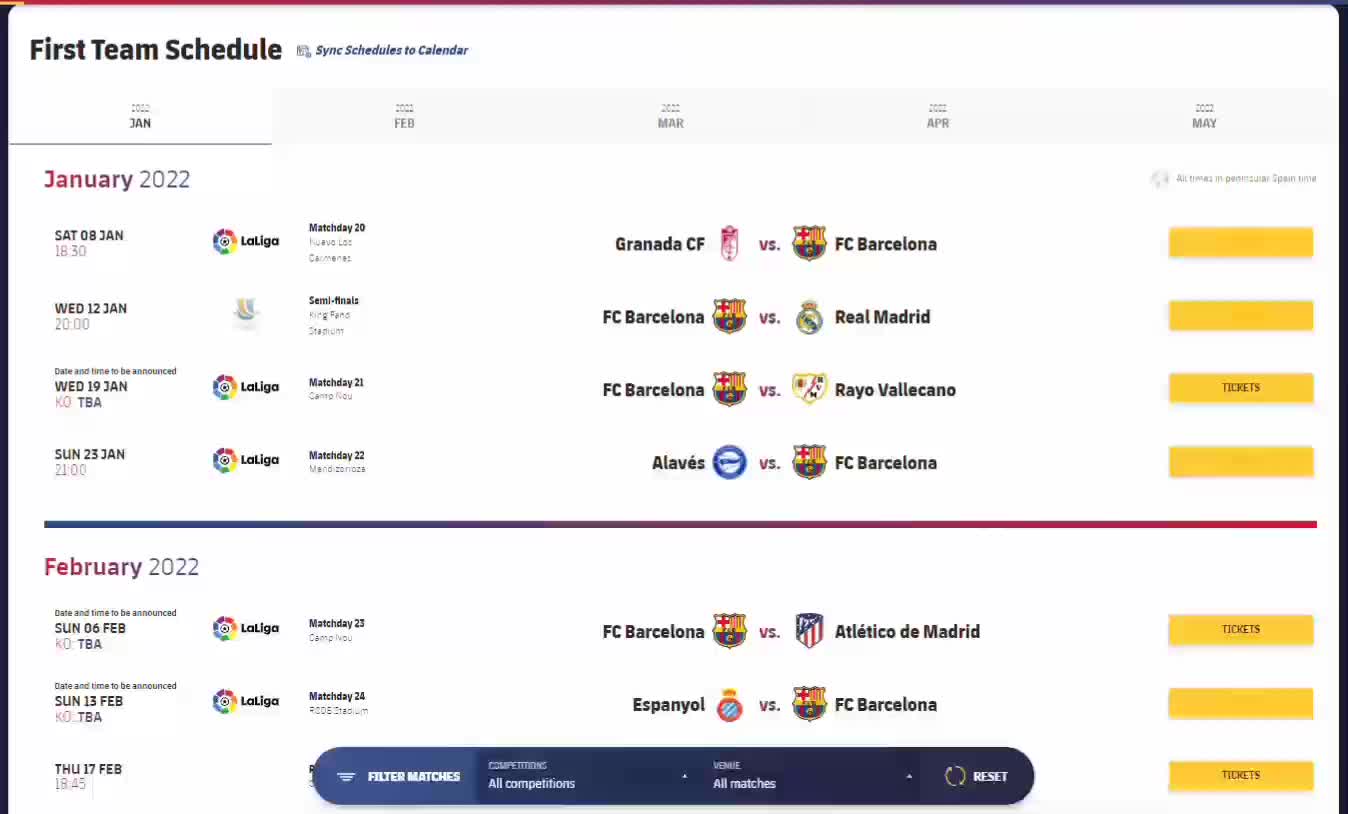 First Team Schedule
Sync Schedules to Calendar
2022
JAN
2022
FEB
2022
MAR
2022
APR
2022
MAY
January 2022
All times in peninsular Spain time
SAT 08 JAN
18:30
LaLiga
Matchday 20
Nuevo Los
Cármenes
Granada CF vs. FC Barcelona
WED 12 JAN
20:00
Semi-finals
King Fahd
Stadium
FC Barcelona vs. Real Madrid
Date and time to be announced
WED 19 JAN
KO: TBA
LaLiga
Matchday 21
Camp Nou
FC Barcelona vs. Rayo Vallecano
TICKETS
SUN 23 JAN
21:00
LaLiga
Matchday 22
Mendizorroza
Alavés vs. FC Barcelona
February 2022
Date and time to be announced
SUN 06 FEB
KO: TBA
LaLiga
Matchday 23
Camp Nou
FC Barcelona vs. Atlético de Madrid
TICKETS
Date and time to be announced
SUN 13 FEB
KO: TBA
LaLiga
Matchday 24
RCDE Stadium
Espanyol vs. FC Barcelona
THU 17 FEB
18:45
TICKETS
FILTER MATCHES
COMPETITIONS
All competitions
VENUE
All matches
RESET